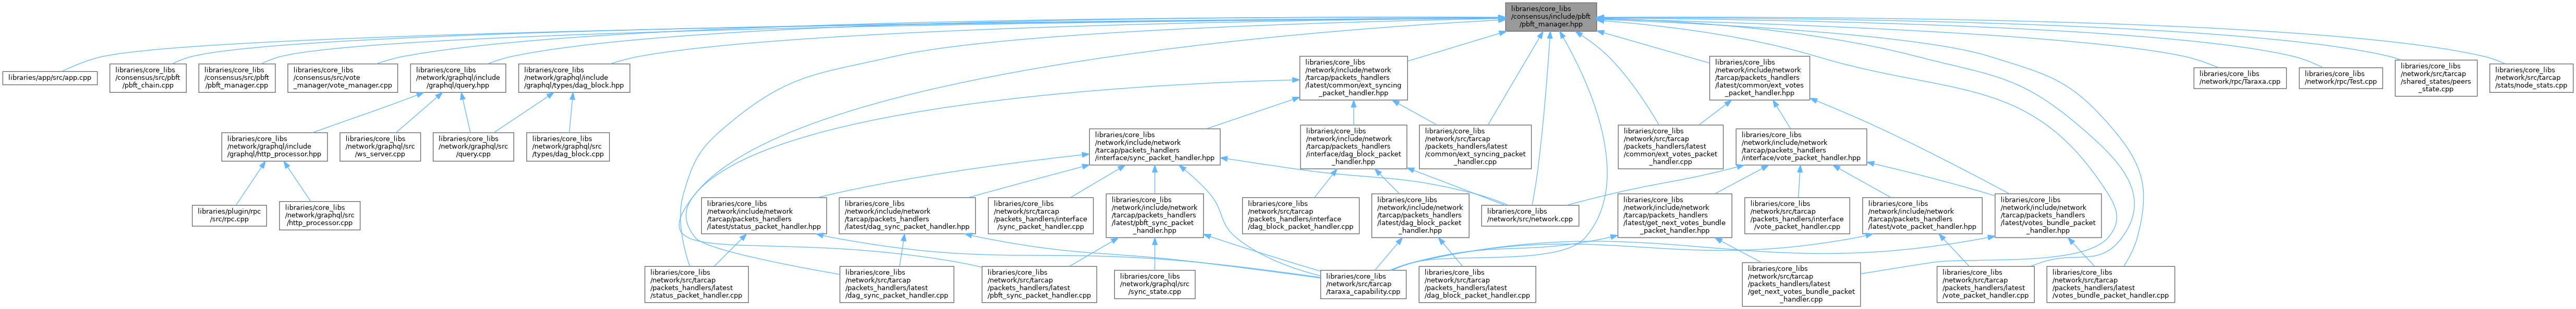 libraries/core_libs
/consensus/include/pbft
/pbft_manager.hpp
libraries/app/src/app.cpp
libraries/core_libs
/consensus/src/pbft
/pbft_chain.cpp
libraries/core_libs
/consensus/src/pbft
/pbft_manager.cpp
libraries/core_libs
/consensus/src/vote
_manager/vote_manager.cpp
libraries/core_libs
/network/graphql/include
/graphql/query.hpp
libraries/core_libs
/network/graphql/include
/graphql/types/dag_block.hpp
libraries/core_libs
/network/include/network
/tarcap/packets_handlers
/latest/common/ext_syncing
_packet_handler.hpp
libraries/core_libs
/network/include/network
/tarcap/packets_handlers
/latest/common/ext_votes
_packet_handler.hpp
libraries/core_libs
/network/rpc/Taraxa.cpp
libraries/core_libs
/network/rpc/Test.cpp
libraries/core_libs
/network/src/tarcap
/shared_states/peers
_state.cpp
libraries/core_libs
/network/src/tarcap
/stats/node_stats.cpp
libraries/core_libs
/network/graphql/include
/graphql/http_processor.hpp
libraries/core_libs
/network/graphql/src
/ws_server.cpp
libraries/core_libs
/network/graphql/src
/query.cpp
libraries/core_libs
/network/graphql/src
/types/dag_block.cpp
libraries/core_libs
/network/include/network
/tarcap/packets_handlers
/interface/sync_packet_handler.hpp
libraries/core_libs
/network/include/network
/tarcap/packets_handlers
/interface/dag_block_packet
_handler.hpp
libraries/core_libs
/network/src/tarcap
/packets_handlers/latest
/common/ext_syncing_packet
_handler.cpp
libraries/core_libs
/network/src/tarcap
/packets_handlers/latest
/common/ext_votes_packet
_handler.cpp
libraries/core_libs
/network/include/network
/tarcap/packets_handlers
/interface/vote_packet_handler.hpp
libraries/plugin/rpc
/src/rpc.cpp
libraries/core_libs
/network/graphql/src
/http_processor.cpp
libraries/core_libs
/network/include/network
/tarcap/packets_handlers
/latest/status_packet_handler.hpp
libraries/core_libs
/network/include/network
/tarcap/packets_handlers
/latest/dag_sync_packet_handler.hpp
libraries/core_libs
/network/src/tarcap
/packets_handlers/interface
/sync_packet_handler.cpp
libraries/core_libs
/network/include/network
/tarcap/packets_handlers
/latest/pbft_sync_packet
_handler.hpp
libraries/core_libs
/network/src/tarcap
/packets_handlers/interface
/dag_block_packet_handler.cpp
libraries/core_libs
/network/include/network
/tarcap/packets_handlers
/latest/dag_block_packet
_handler.hpp
libraries/core_libs
/network/src/network.cpp
libraries/core_libs
/network/include/network
/tarcap/packets_handlers
/latest/get_next_votes_bundle
_packet_handler.hpp
libraries/core_libs
/network/src/tarcap
/packets_handlers/interface
/vote_packet_handler.cpp
libraries/core_libs
/network/include/network
/tarcap/packets_handlers
/latest/vote_packet_handler.hpp
libraries/core_libs
/network/include/network
/tarcap/packets_handlers
/latest/votes_bundle_packet
_handler.hpp
libraries/core_libs
/network/src/tarcap
/packets_handlers/latest
/status_packet_handler.cpp
libraries/core_libs
/network/src/tarcap
/packets_handlers/latest
/dag_sync_packet_handler.cpp
libraries/core_libs
/network/src/tarcap
/packets_handlers/latest
/pbft_sync_packet_handler.cpp
libraries/core_libs
/network/graphql/src
/sync_state.cpp
libraries/core_libs
/network/src/tarcap
/taraxa_capability.cpp
libraries/core_libs
/network/src/tarcap
/packets_handlers/latest
/dag_block_packet_handler.cpp
libraries/core_libs
/network/src/tarcap
/packets_handlers/latest
/get_next_votes_bundle_packet
_handler.cpp
libraries/core_libs
/network/src/tarcap
/packets_handlers/latest
/vote_packet_handler.cpp
libraries/core_libs
/network/src/tarcap
/packets_handlers/latest
/votes_bundle_packet_handler.cpp